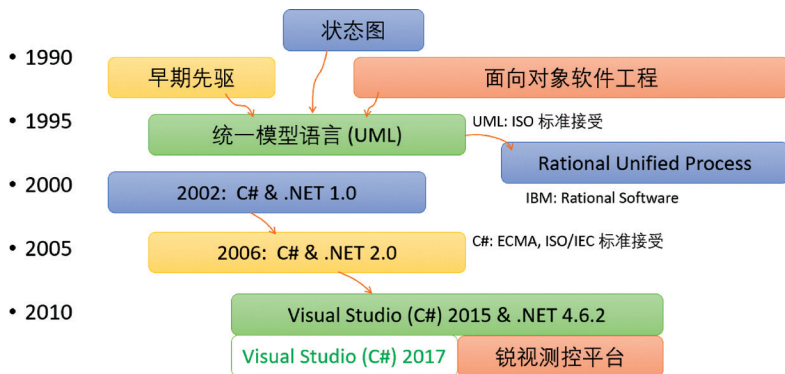 状态图
• 1990
早期先驱
面向对象软件工程
• 1995
统一模型语言 (UML)
UML: ISO 标准接受
Rational Unified Process
• 2000
2002: C# & .NET 1.0
IBM: Rational Software
• 2005
2006: C# & .NET 2.0
C#: ECMA, ISO/IEC 标准接受
• 2010
Visual Studio (C#) 2015 & .NET 4.6.2
Visual Studio (C#) 2017
锐视测控平台